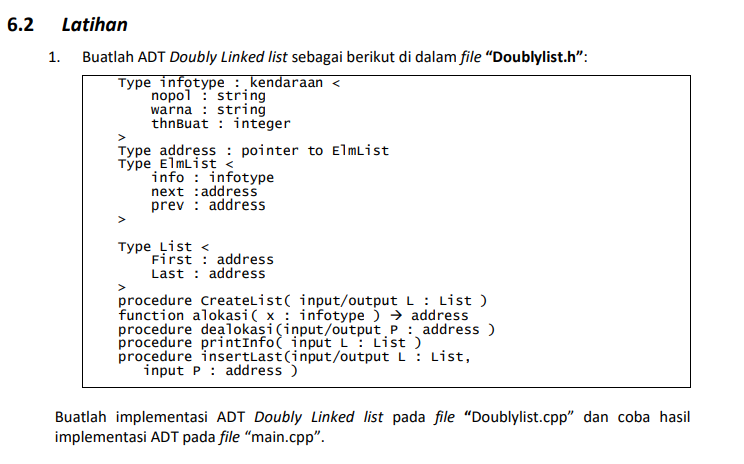 6.2 Latihan
1. Buatlah ADT Doubly Linked list sebagai berikut di dalam file “Doublylist.h”:
Type infotype : kendaraan <
nopol : string
warna : string
thnBuat : integer
>
Type address : pointer to ElmList
Type ElmList <
info : infotype
next :address
prev : address
>
Type List <
First : address
Last : address
>
procedure CreateList( input/output L : List )
function alokasi( x : infotype ) → address
procedure dealokasi(input/output P : address )
procedure printInfo( input L : List )
procedure insertLast(input/output L : List,
input P : address )
Buatlah implementasi ADT Doubly Linked list pada file “Doublylist.cpp” dan coba hasil
implementasi ADT pada file “main.cpp”.